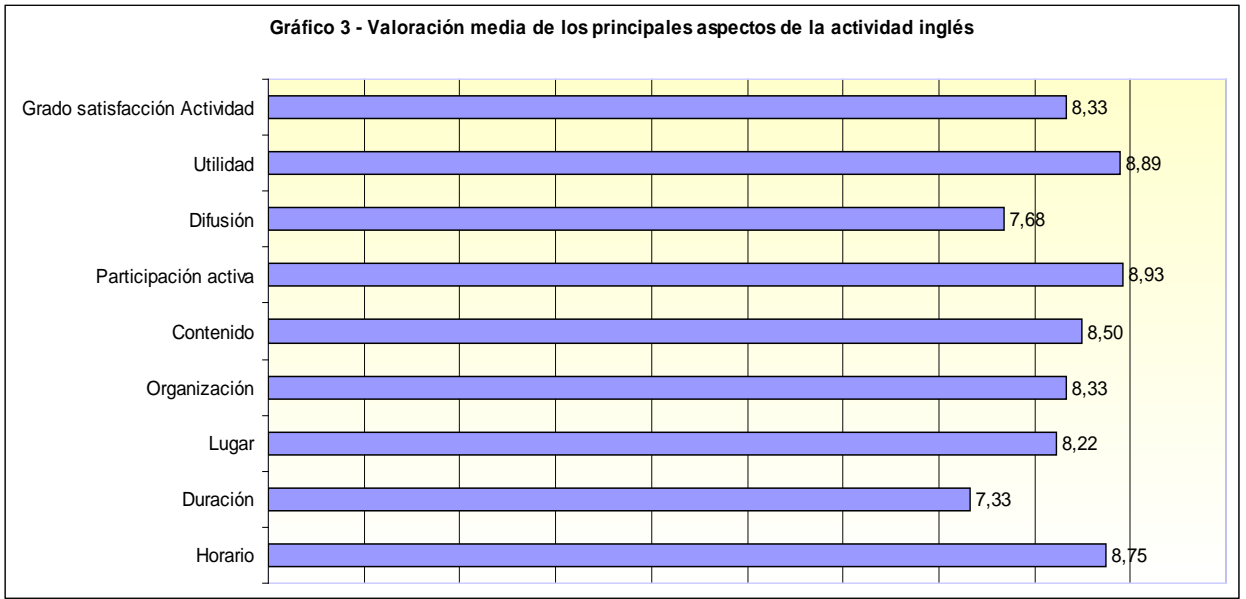 Gráfico 3 - Valoración media de los principales aspectos de la actividad inglés
Grado satisfacción Actividad 8,33
Utilidad 8,89
Difusión 7,68
Participación activa 8,93
Contenido 8,50
Organización 8,33
Lugar 8,22
Duración 7,33
Horario 8,75